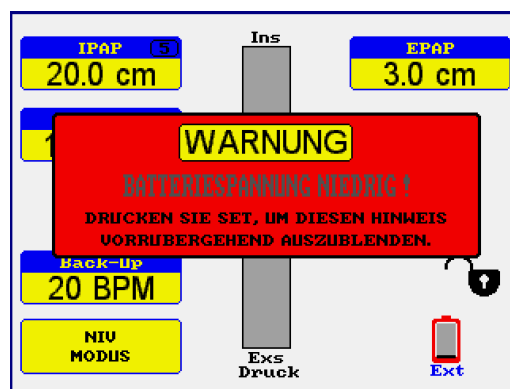 Ins
IPAP 5
20.0 cm
EPAP
3.0 cm
1
WARNUNG
BATTERIESPANNUNG NIEDRIG !
DRUCKEN SIE SET, UM DIESEN HINWEIS
VORRUBERGEHEND AUSZUBLENDEN.
Back-Up
20 BPM
NIV
MODUS
Exs
Druck
Ext